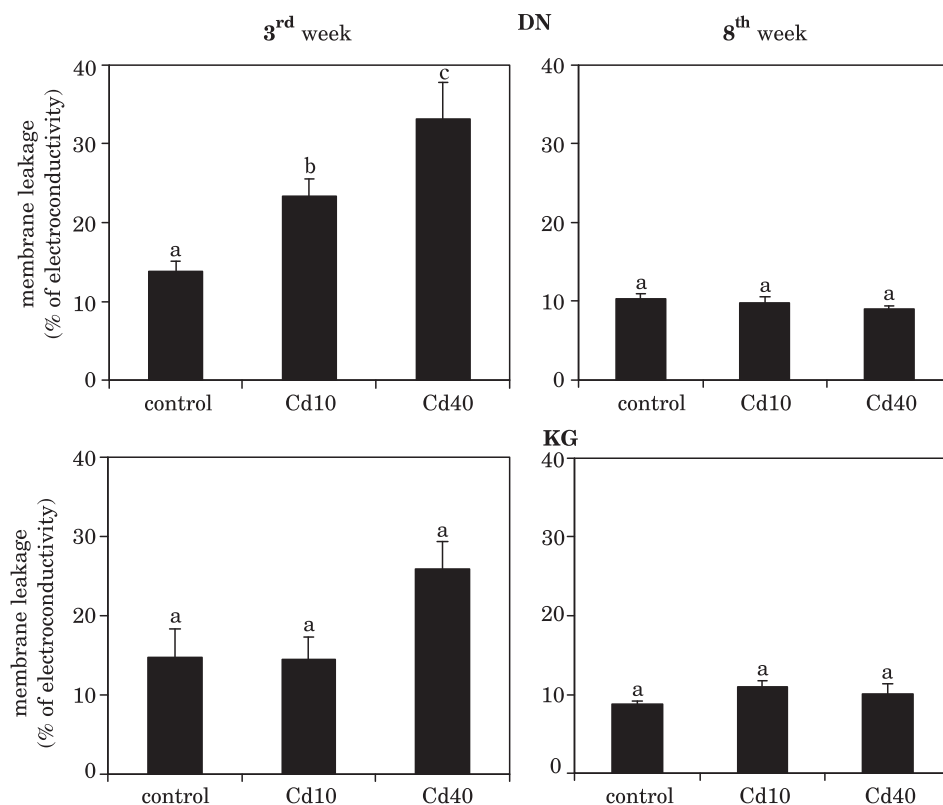 DN
3rd week
8th week
membrane leakage
(% of electroconductivity)
40
30
20
10
0
a
b
c
control
Cd10
Cd40
40
30
20
10
0
a
a
a
control
Cd10
Cd40
KG
membrane leakage
(% of electroconductivity)
40
30
20
10
0
a
a
a
control
Cd10
Cd40
40
30
20
10
0
a
a
a
control
Cd10
Cd40